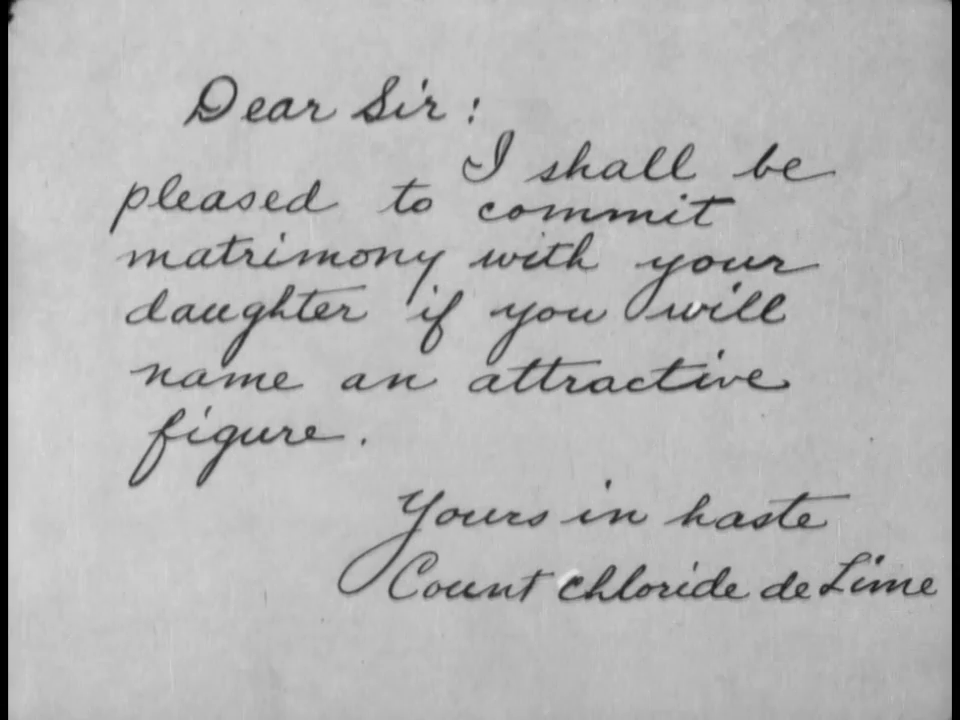 Dear Sir:
I shall be
pleased to commit
matrimony with your
daughter if you will
name an attractive
figure.
Yours in haste
Count Chloride de Lime